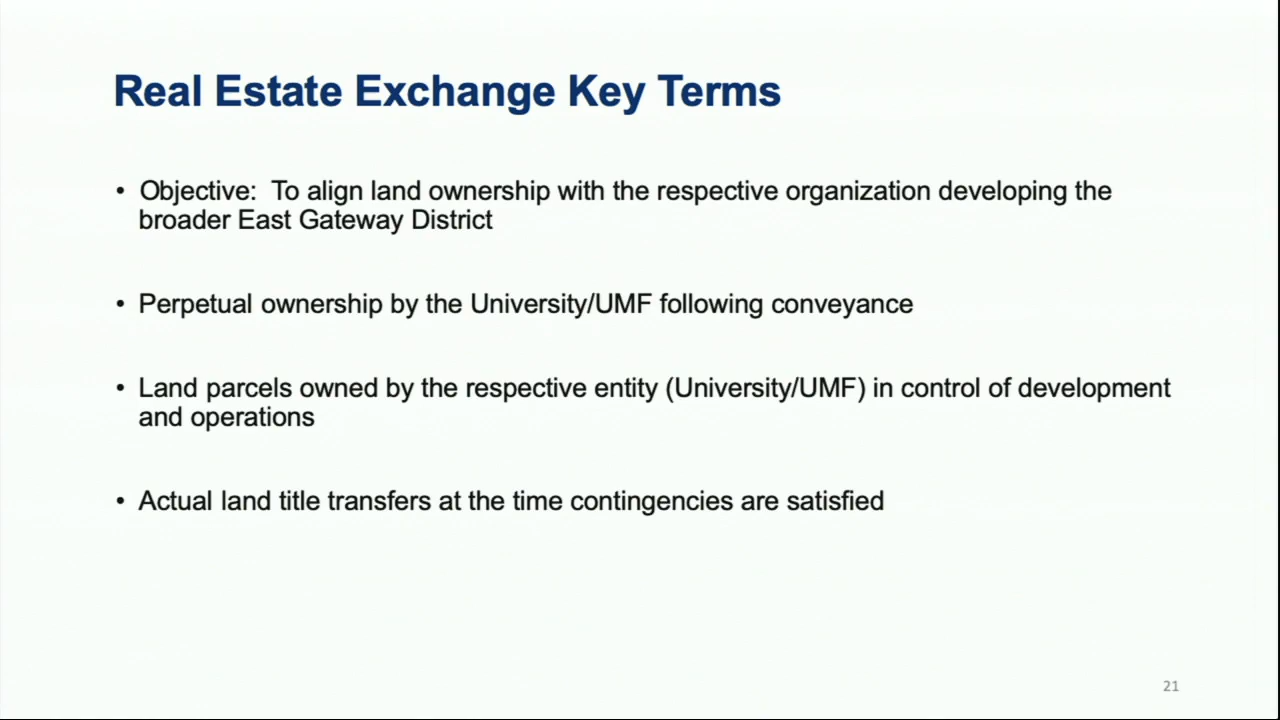 Real Estate Exchange Key Terms
• Objective:  To align land ownership with the respective organization developing the
broader East Gateway District
• Perpetual ownership by the University/UMF following conveyance
• Land parcels owned by the respective entity (University/UMF) in control of development
and operations
• Actual land title transfers at the time contingencies are satisfied
21